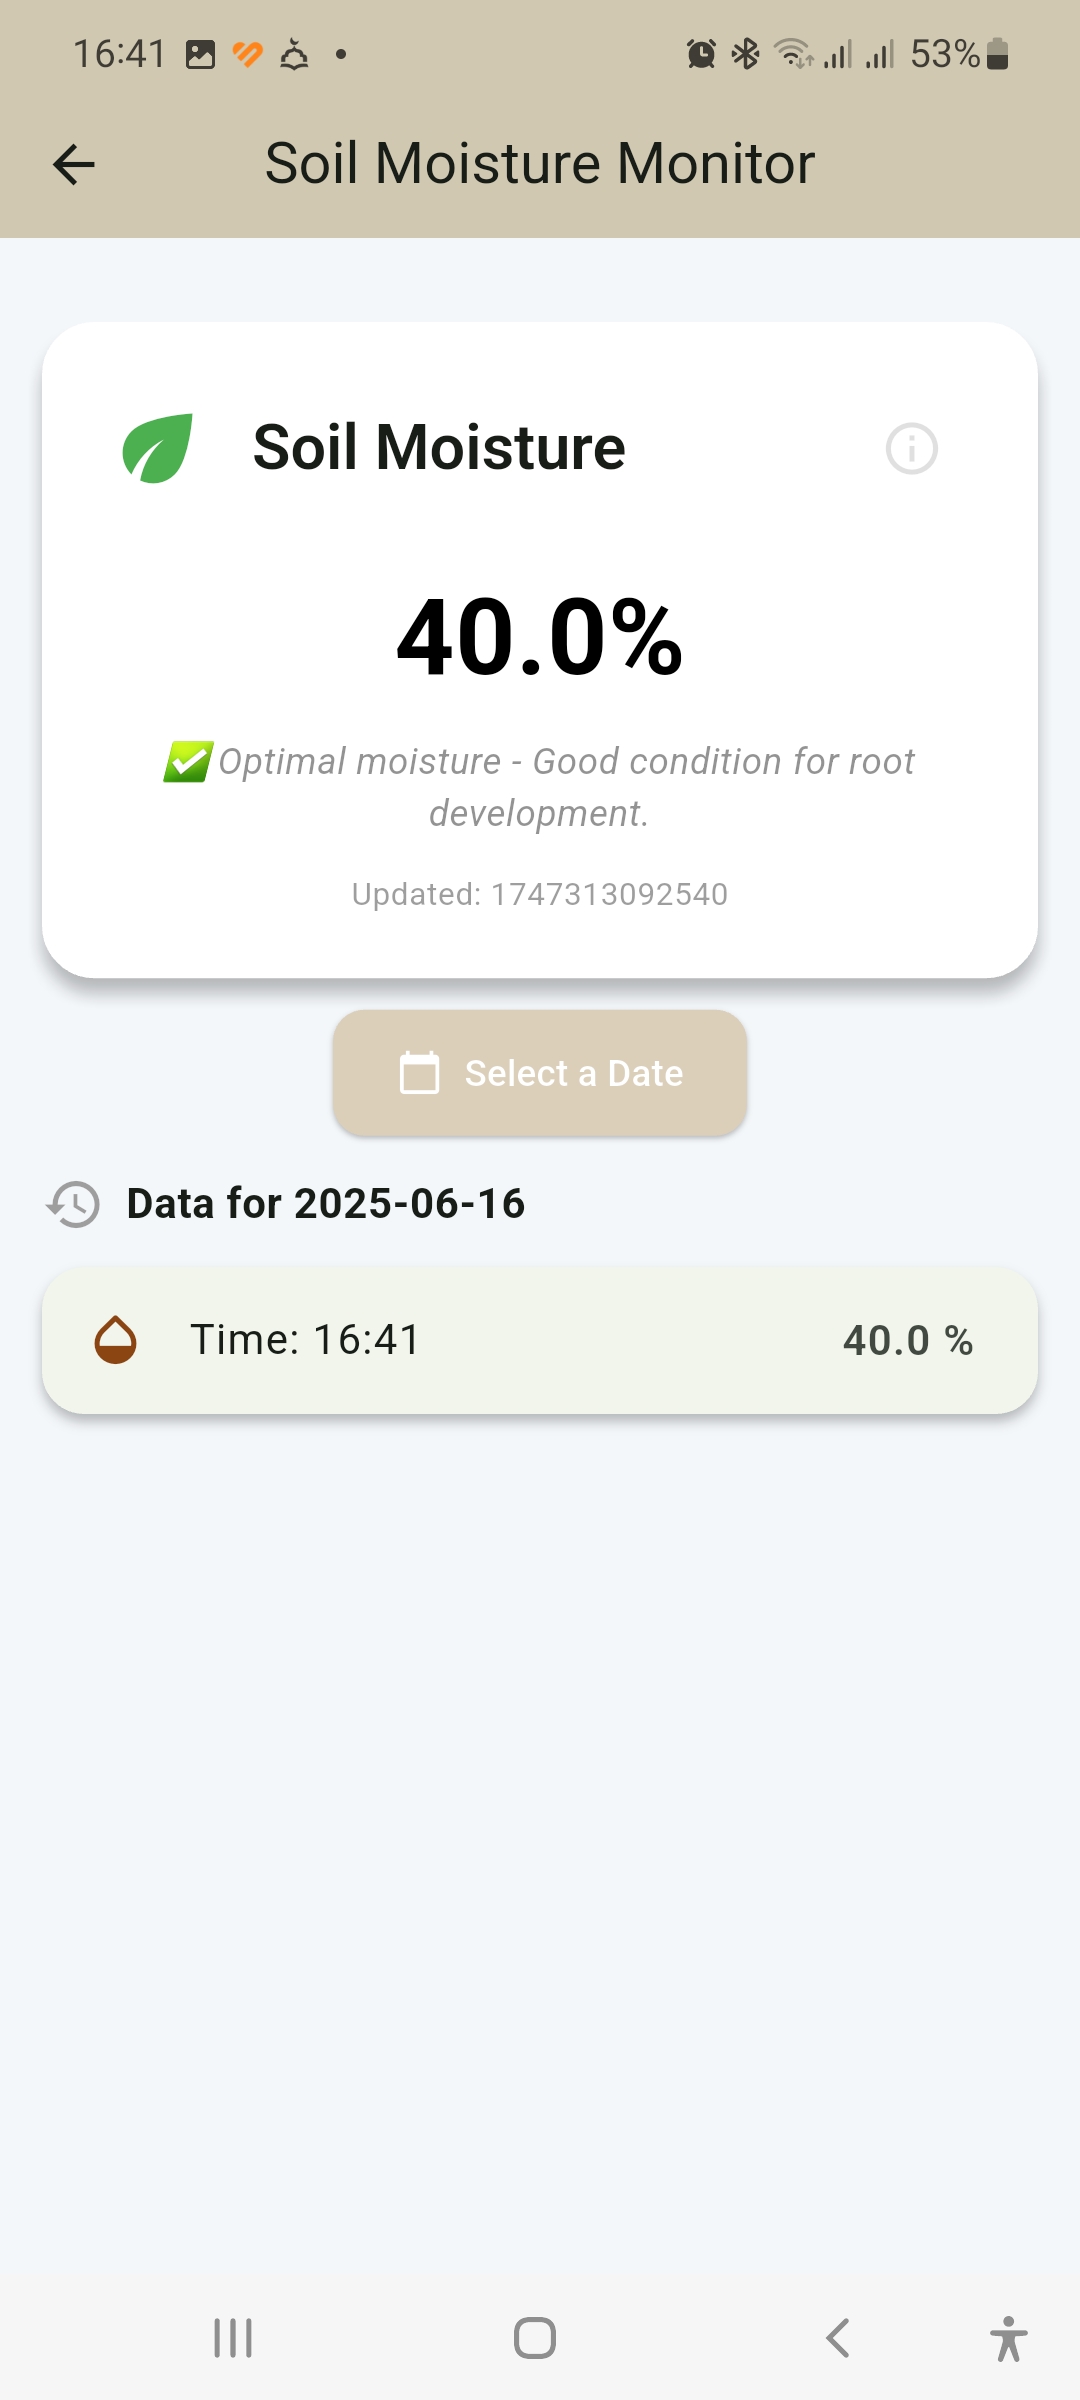 16:41
53%
Soil Moisture Monitor
Soil Moisture
40.0%
✅ Optimal moisture - Good condition for root
development.
Updated: 1747313092540
Select a Date
Data for 2025-06-16
Time: 16:41
40.0 %